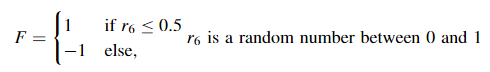 F = { 1 if r₆ ≤ 0.5
−1 else, r₆ is a random number between 0 and 1